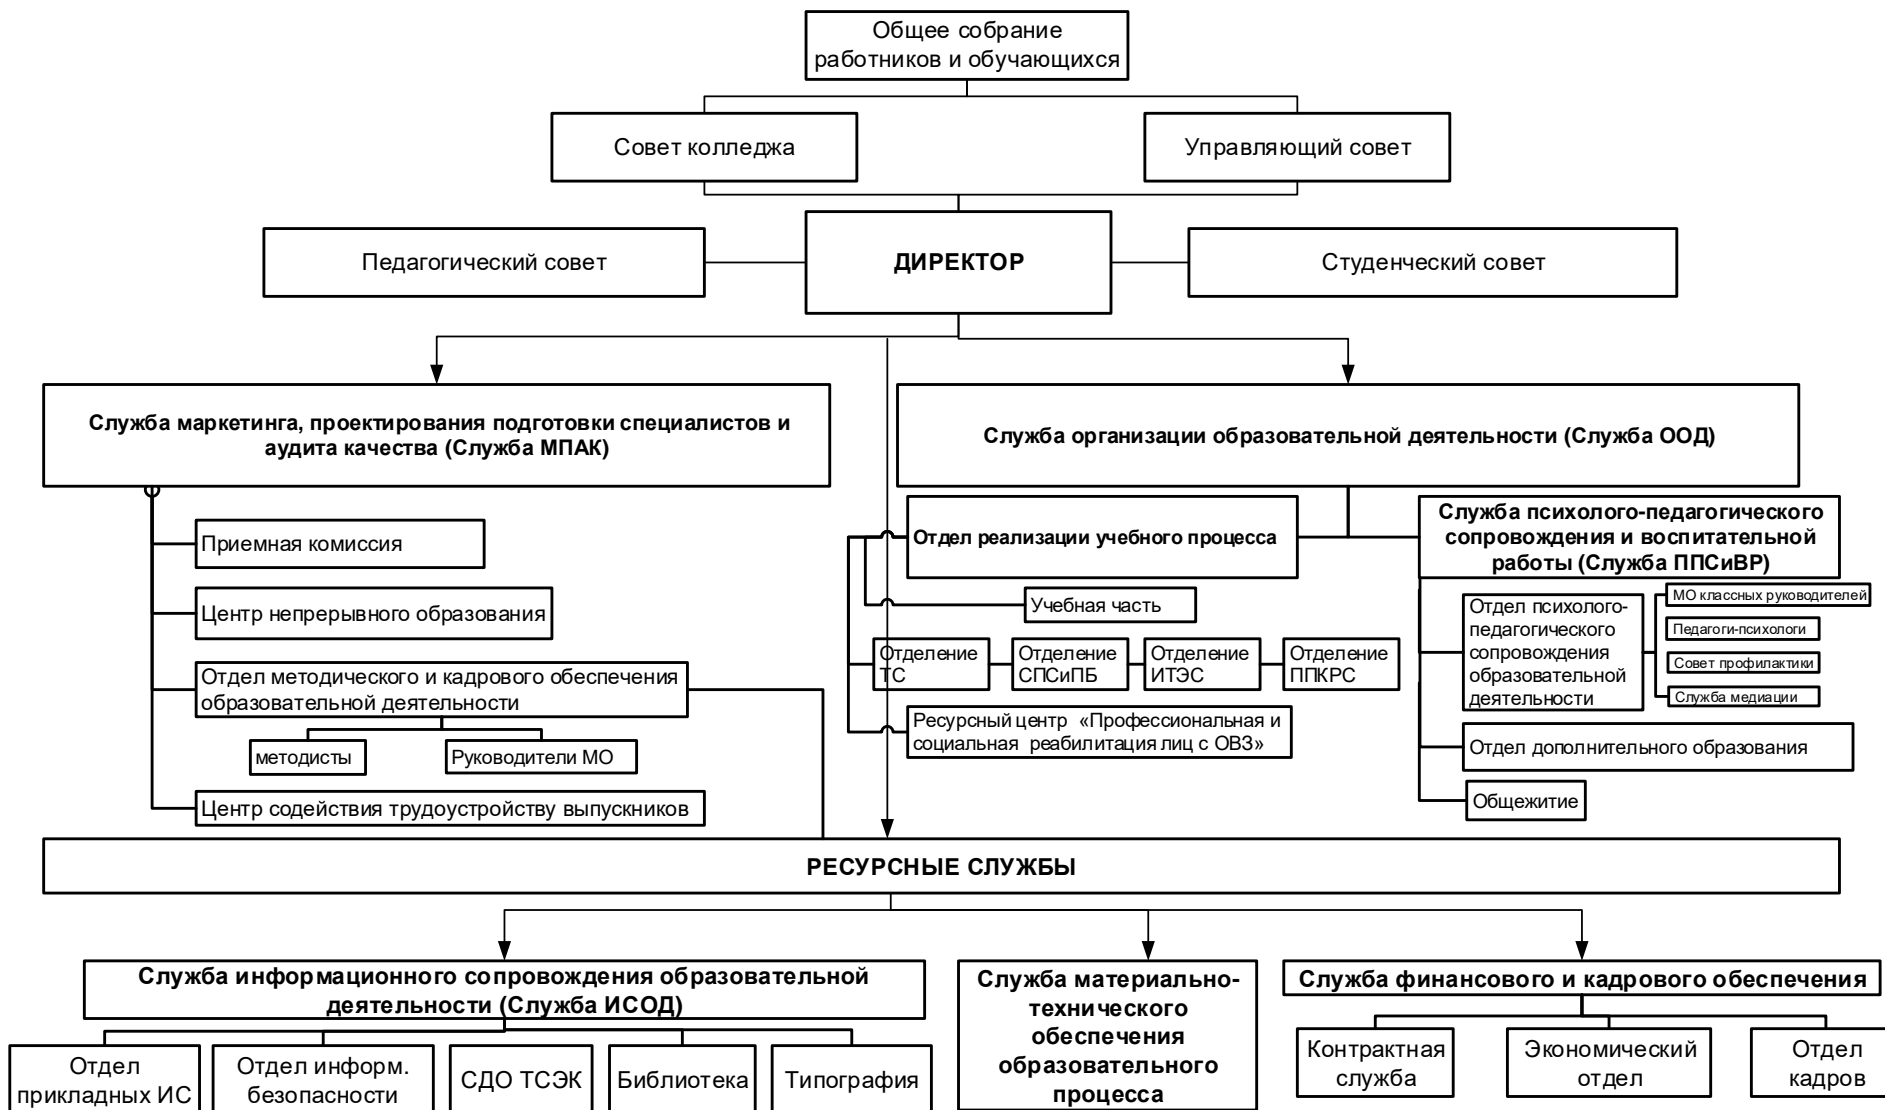 Общее собрание
работников и обучающихся
Совет колледжа
Управляющий совет
Педагогический совет
ДИРЕКТОР
Студенческий совет
Служба маркетинга, проектирования подготовки специалистов и
аудита качества (Служба МПАК)
Служба организации образовательной деятельности (Служба ООД)
Приемная комиссия
Центр непрерывного образования
Отдел методического и кадрового обеспечения
образовательной деятельности
методисты
Руководители МО
Центр содействия трудоустройству выпускников
Отдел реализации учебного процесса
Учебная часть
Отделение
ТС
Отделение
СПСиПБ
Отделение
ИТЭС
Отделение
ППКРС
Ресурсный центр «Профессиональная и
социальная реабилитация лиц с ОВЗ»
Служба психолого-педагогического
сопровождения и воспитательной
работы (Служба ППСиВР)
Отдел психолого-
педагогического
сопровождения
образовательной
деятельности
МО классных руководителей
Педагоги-психологи
Совет профилактики
Служба медиации
Отдел дополнительного образования
Общежитие
РЕСУРСНЫЕ СЛУЖБЫ
Служба информационного сопровождения образовательной
деятельности (Служба ИСОД)
Отдел
прикладных ИС
Отдел информ.
безопасности
СДО ТСЭК
Библиотека
Типография
Служба материально-
технического
обеспечения
образовательного
процесса
Служба финансового и кадрового обеспечения
Контрактная
служба
Экономический
отдел
Отдел
кадров